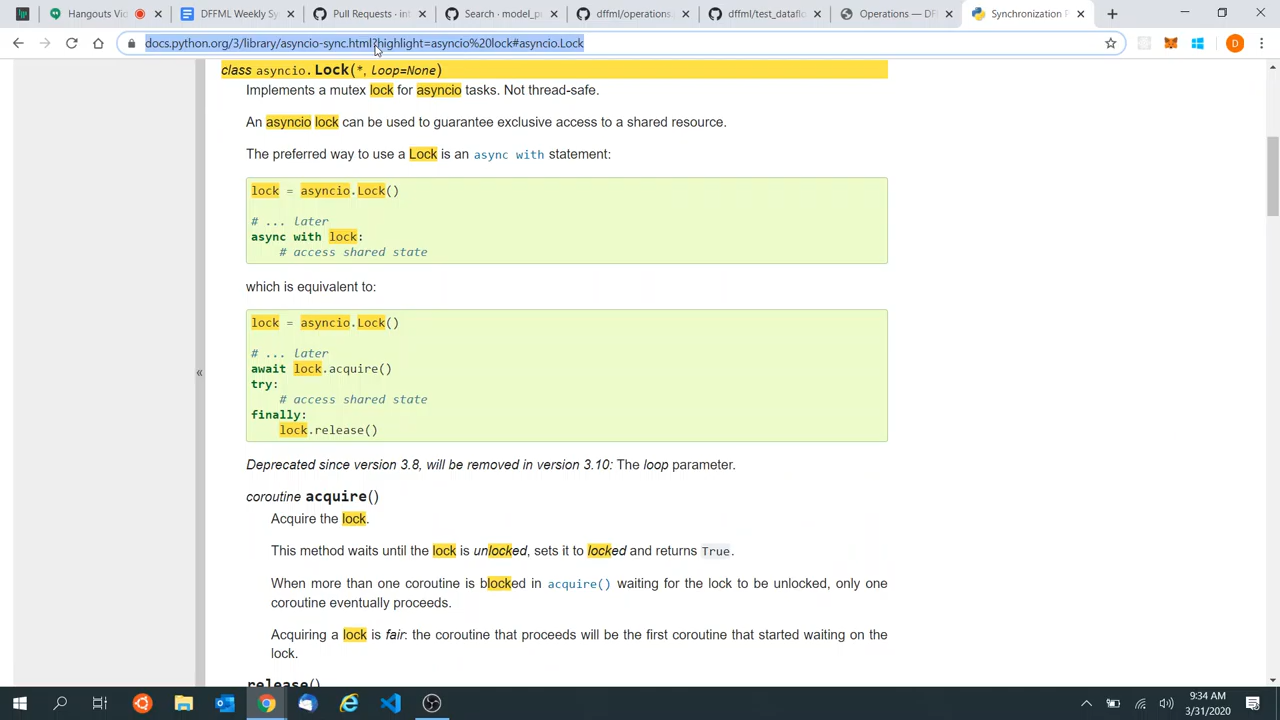 Hangouts Vid
DFFML Weekly Sy
Pull Requests · int
Search · model_p
dffml/operations.
dffml/test_datafl
Operations — DF
Synchronization P
docs.python.org/3/library/asyncio-sync.html?highlight=asyncio%20lock#asyncio.Lock
D
class asyncio.Lock(*, loop=None)
Implements a mutex lock for asyncio tasks. Not thread-safe.
An asyncio lock can be used to guarantee exclusive access to a shared resource.
The preferred way to use a Lock is an async with statement:
lock = asyncio.Lock()
# ... later
async with lock:
    # access shared state
which is equivalent to:
lock = asyncio.Lock()
# ... later
await lock.acquire()
try:
    # access shared state
finally:
    lock.release()
«
Deprecated since version 3.8, will be removed in version 3.10: The loop parameter.
coroutine acquire()
Acquire the lock.
This method waits until the lock is unlocked, sets it to locked and returns True.
When more than one coroutine is blocked in acquire() waiting for the lock to be unlocked, only one
coroutine eventually proceeds.
Acquiring a lock is fair: the coroutine that proceeds will be the first coroutine that started waiting on the
lock.
release()
9:34 AM
3/31/2020